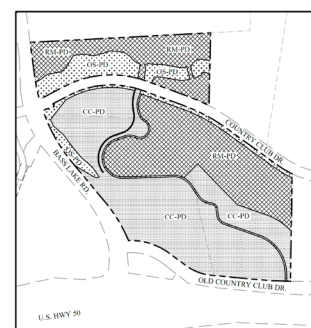 RM-PD
RM-PD
OS-PD
OS-PD
CC-PD
COUNTRY CLUB DR.
RM-PD
OS-PD
BASS LAKE RD.
CC-PD
CC-PD
OLD COUNTRY CLUB DR.
U.S. HWY 50